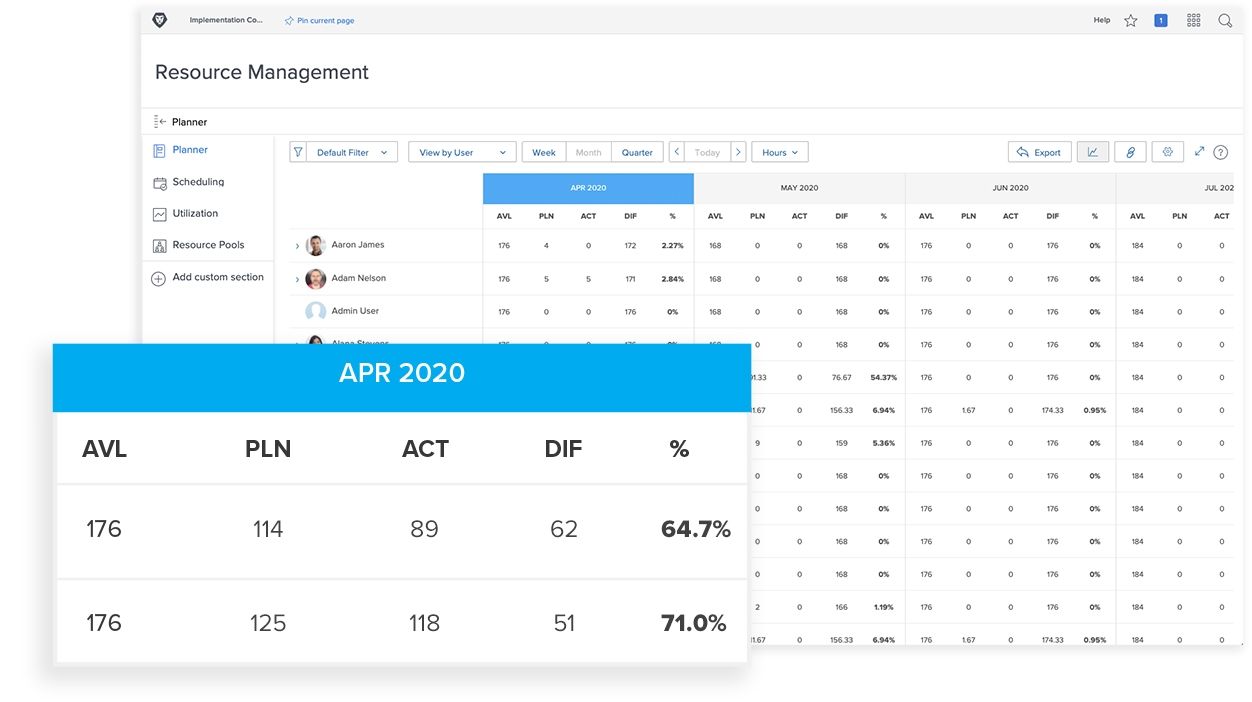 Implementation Co... Pin current page Help 1
Resource Management
Planner
Planner
Scheduling
Utilization
Resource Pools
Add custom section
Default Filter View by User Week Month Quarter Today Hours Export ?
APR 2020 MAY 2020 JUN 2020 JUL 202
AVL PLN ACT DIF % AVL PLN ACT DIF % AVL PLN ACT DIF % AVL PLN ACT
Aaron James 176 4 0 172 2.27% 168 0 0 168 0% 176 0 0 176 0% 184 0 0
Adam Nelson 176 5 5 171 2.84% 168 0 0 168 0% 176 0 0 176 0% 184 0 0
Admin User 176 0 0 176 0% 168 0 0 168 0% 176 0 0 176 0% 184 0 0
Alana Stevens 176 0 0 176 0% 168 0 0 168 0% 176 0 0 176 0% 184 0 0
0 76.67 54.37% 176 0 0 176 0% 184 0 0
0 156.33 6.94% 176 1.67 0 174.33 0.95% 184 0 0
9 0 159 5.36% 176 0 0 176 0% 184 0 0
0 0 168 0% 176 0 0 176 0% 184 0 0
0 0 168 0% 176 0 0 176 0% 184 0 0
0 0 168 0% 176 0 0 176 0% 184 0 0
0 0 168 0% 176 0 0 176 0% 184 0 0
2 0 166 1.19% 176 0 0 176 0% 184 0 0
0 156.33 6.94% 176 1.67 0 174.33 0.95% 184 0 0
APR 2020
AVL PLN ACT DIF %
176 114 89 62 64.7%
176 125 118 51 71.0%